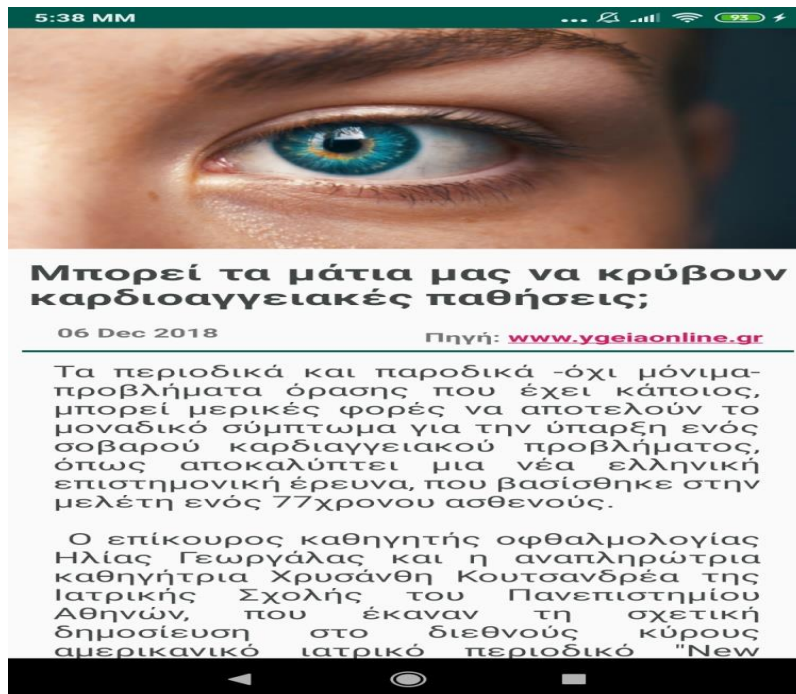 5:38 MM
93
Μπορεί τα μάτια μας να κρύβουν
καρδιοαγγειακές παθήσεις;
06 Dec 2018
Πηγή: www.ygeiaonline.gr
Τα περιοδικά και παροδικά -όχι μόνιμα-
προβλήματα όρασης που έχει κάποιος,
μπορεί μερικές φορές να αποτελούν το
μοναδικό σύμπτωμα για την ύπαρξη ενός
σοβαρού καρδιαγγειακού προβλήματος,
όπως αποκαλύπτει μια νέα ελληνική
επιστημονική έρευνα, που βασίσθηκε στην
μελέτη ενός 77χρονου ασθενούς.
Ο επίκουρος καθηγητής οφθαλμολογίας
Ηλίας Γεωργάλας και η αναπληρώτρια
καθηγήτρια Χρυσάνθη Κουτσανδρέα της
Ιατρικής Σχολής του Πανεπιστημίου
Αθηνών, που έκαναν τη σχετική
δημοσίευση στο διεθνούς κύρους
αμερικανικό ιατρικό περιοδικό "New